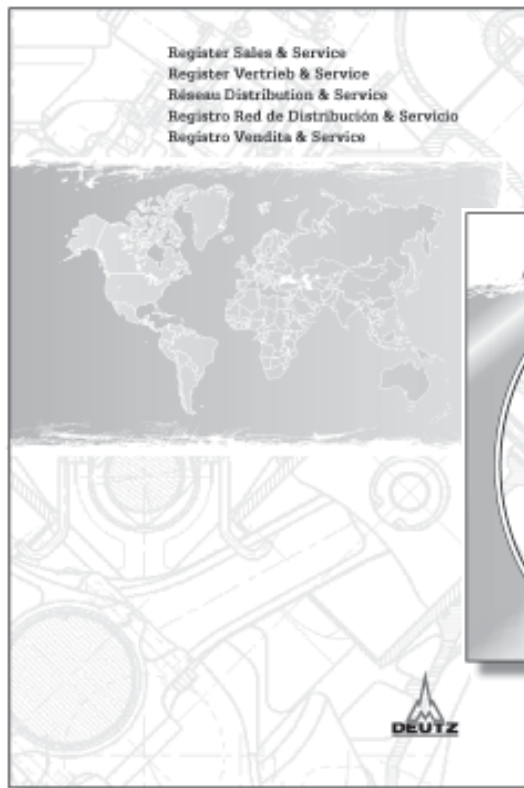 Register Sales & Service
Register Vertrieb & Service
Réseau Distribution & Service
Registro Red de Distribución & Servicio
Registro Vendita & Service
DEUTZ